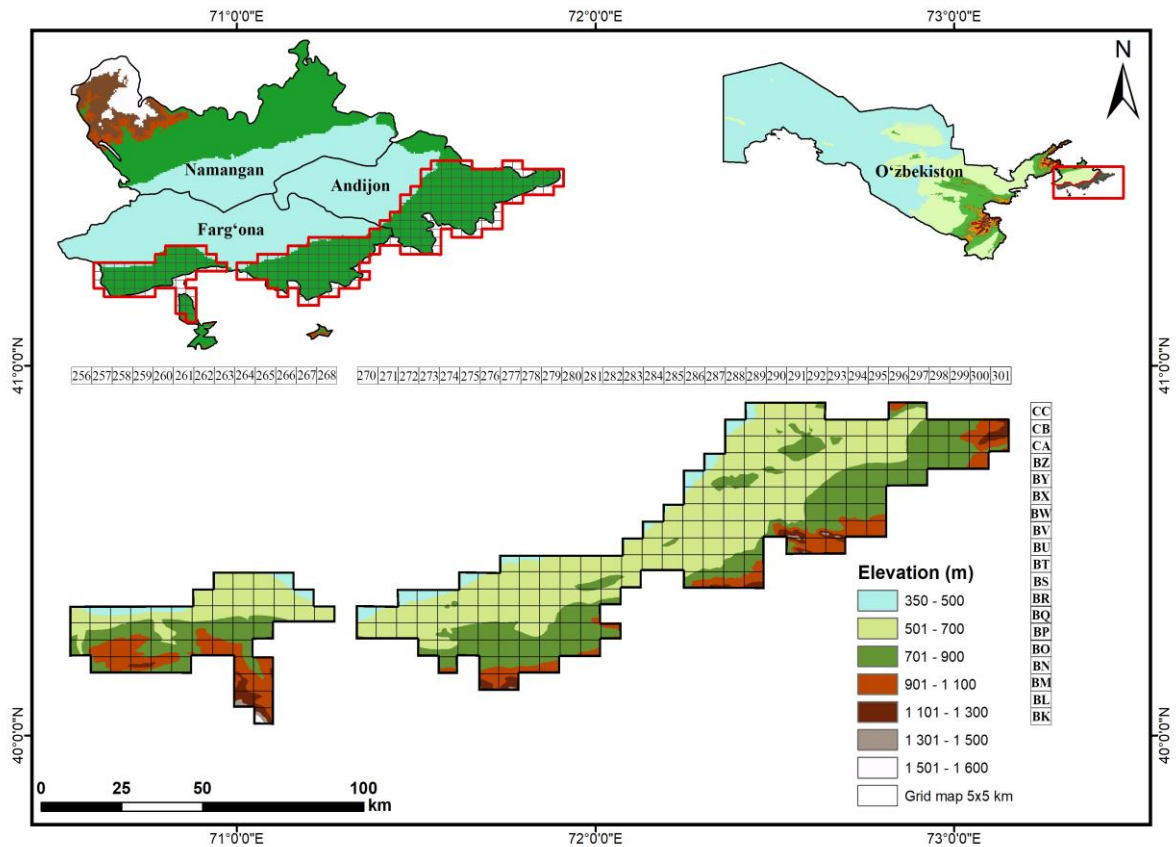 71°0'0"E 72°0'0"E 73°0'0"E
N
Namangan
Andijon
Farg‘ona
O‘zbekiston
41°0'0"N 41°0'0"N
256 257 258 259 260 261 262 263 264 265 266 267 268 270 271 272 273 274 275 276 277 278 279 280 281 282 283 284 285 286 287 288 289 290 291 292 293 294 295 296 297 298 299 300 301
CC
CB
CA
BZ
BY
BX
BW
BV
BU
BT
BS
BR
BQ
BP
BO
BN
BM
BL
BK
Elevation (m)
350 - 500
501 - 700
701 - 900
901 - 1 100
1 101 - 1 300
1 301 - 1 500
1 501 - 1 600
Grid map 5x5 km
40°0'0"N 40°0'0"N
0 25 50 100
km
71°0'0"E 72°0'0"E 73°0'0"E